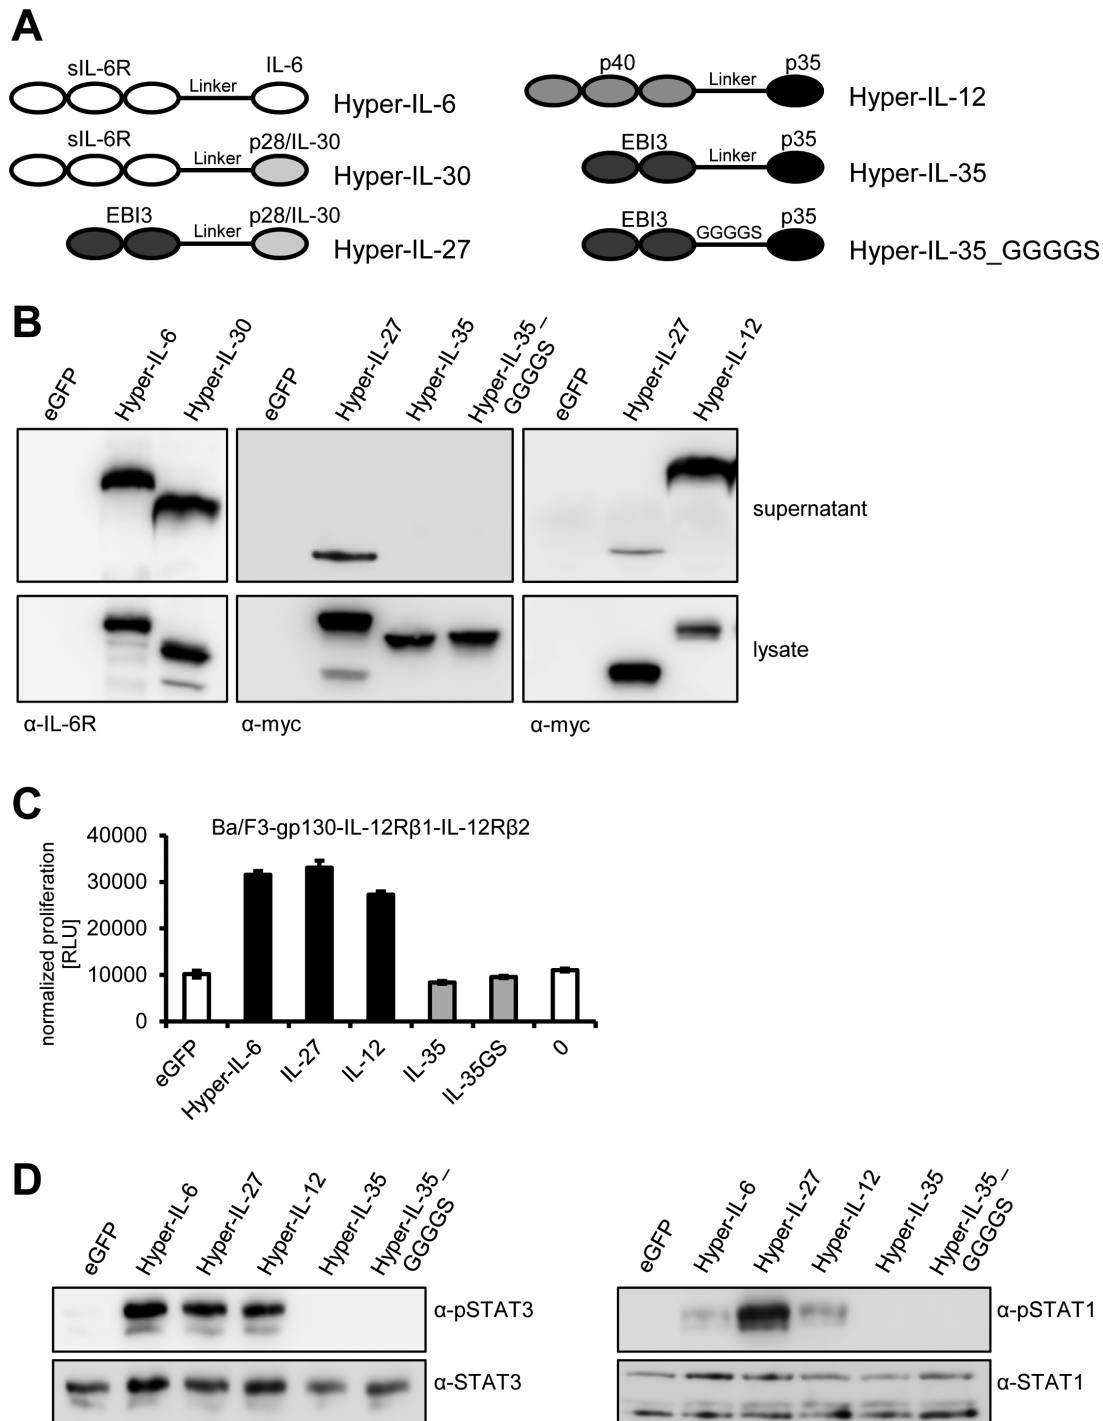 A
sIL-6R
Linker
IL-6
Hyper-IL-6
sIL-6R
Linker
p28/IL-30
Hyper-IL-30
EBI3
Linker
p28/IL-30
Hyper-IL-27
p40
Linker
p35
Hyper-IL-12
EBI3
Linker
p35
Hyper-IL-35
EBI3
GGGGS
p35
Hyper-IL-35_GGGGS
B
eGFP
Hyper-IL-6
Hyper-IL-30
eGFP
Hyper-IL-27
Hyper-IL-35
Hyper-IL-35_
GGGGS
eGFP
Hyper-IL-27
Hyper-IL-12
supernatant
lysate
α-IL-6R
α-myc
α-myc
C
Ba/F3-gp130-IL-12Rβ1-IL-12Rβ2
normalized proliferation
[RLU]
40000
30000
20000
10000
0
eGFP
Hyper-IL-6
IL-27
IL-12
IL-35
IL-35GS
0
D
eGFP
Hyper-IL-6
Hyper-IL-27
Hyper-IL-12
Hyper-IL-35
Hyper-IL-35_
GGGGS
α-pSTAT3
α-STAT3
eGFP
Hyper-IL-6
Hyper-IL-27
Hyper-IL-12
Hyper-IL-35
Hyper-IL-35_
GGGGS
α-pSTAT1
α-STAT1